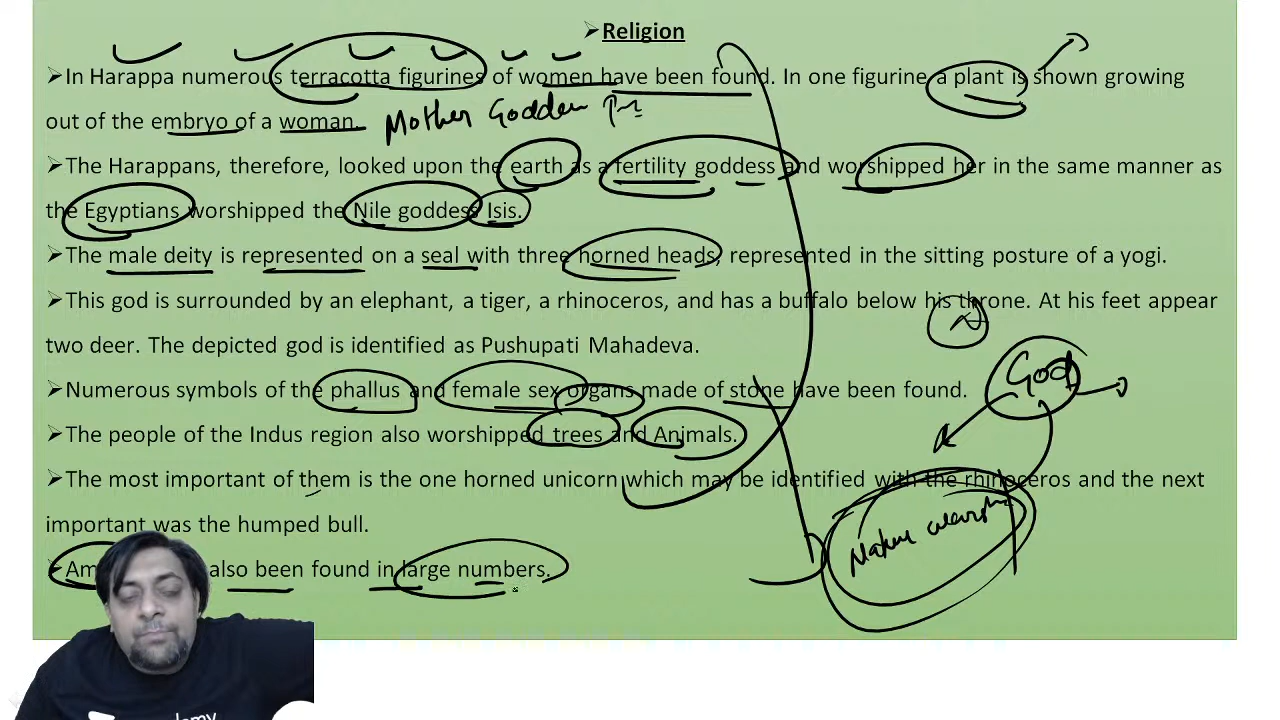 ➢Religion
➢In Harappa numerous terracotta figurines of women have been found. In one figurine a plant is shown growing
out of the embryo of a woman. Mother Godden
➢The Harappans, therefore, looked upon the earth as a fertility goddess and worshipped her in the same manner as
the Egyptians worshipped the Nile goddess Isis.
➢The male deity is represented on a seal with three horned heads, represented in the sitting posture of a yogi.
➢This god is surrounded by an elephant, a tiger, a rhinoceros, and has a buffalo below his throne. At his feet appear
two deer. The depicted god is identified as Pushupati Mahadeva.
God
➢Numerous symbols of the phallus and female sex organs made of stone have been found.
➢The people of the Indus region also worshipped trees and Animals.
➢The most important of them is the one horned unicorn which may be identified with the rhinoceros and the next
important was the humped bull.
Nature worship
➢Am also been found in large numbers.